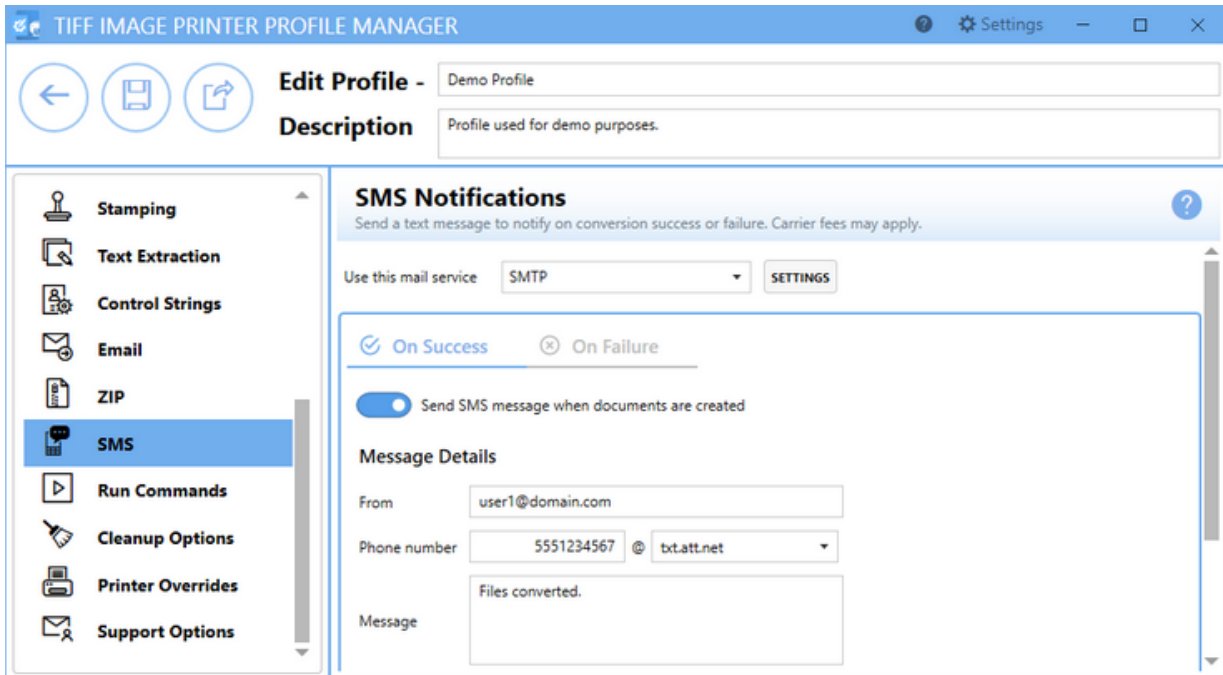 TIFF IMAGE PRINTER PROFILE MANAGER ? Settings
Edit Profile - Demo Profile
Description Profile used for demo purposes.
Stamping
Text Extraction
Control Strings
Email
ZIP
SMS
Run Commands
Cleanup Options
Printer Overrides
Support Options
SMS Notifications
Send a text message to notify on conversion success or failure. Carrier fees may apply.
?
Use this mail service SMTP SETTINGS
On Success On Failure
Send SMS message when documents are created
Message Details
From user1@domain.com
Phone number 5551234567 @ txt.att.net
Message Files converted.